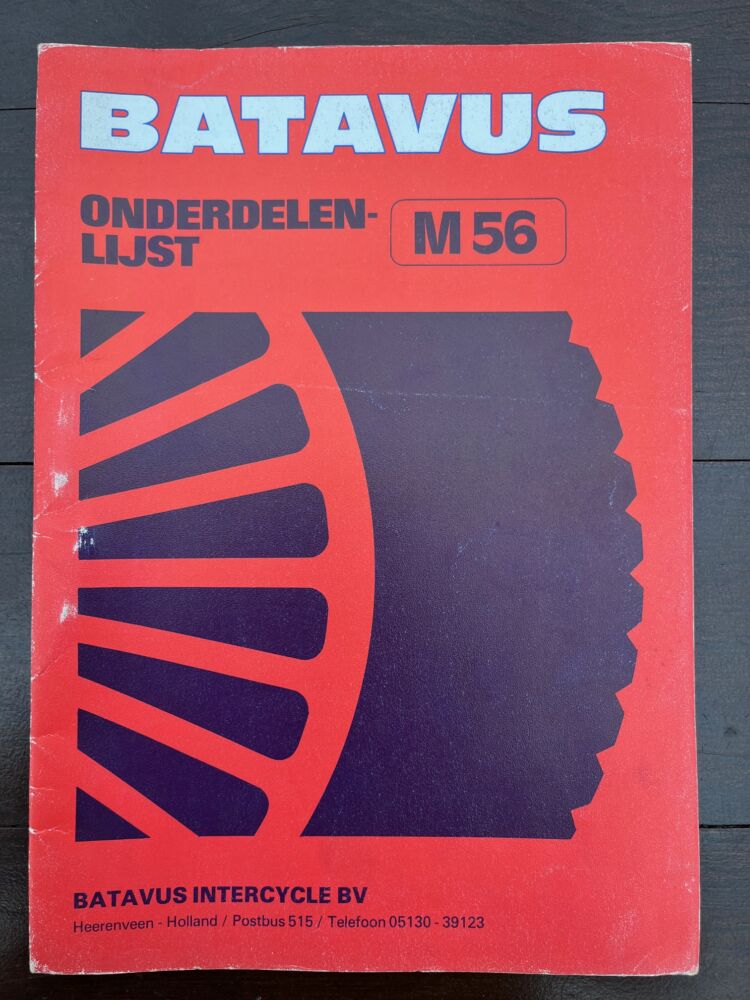 BATAVUS
ONDERDELEN-
LIJST
M 56
BATAVUS INTERCYCLE BV
Heerenveen - Holland / Postbus 515 / Telefoon 05130 - 39123